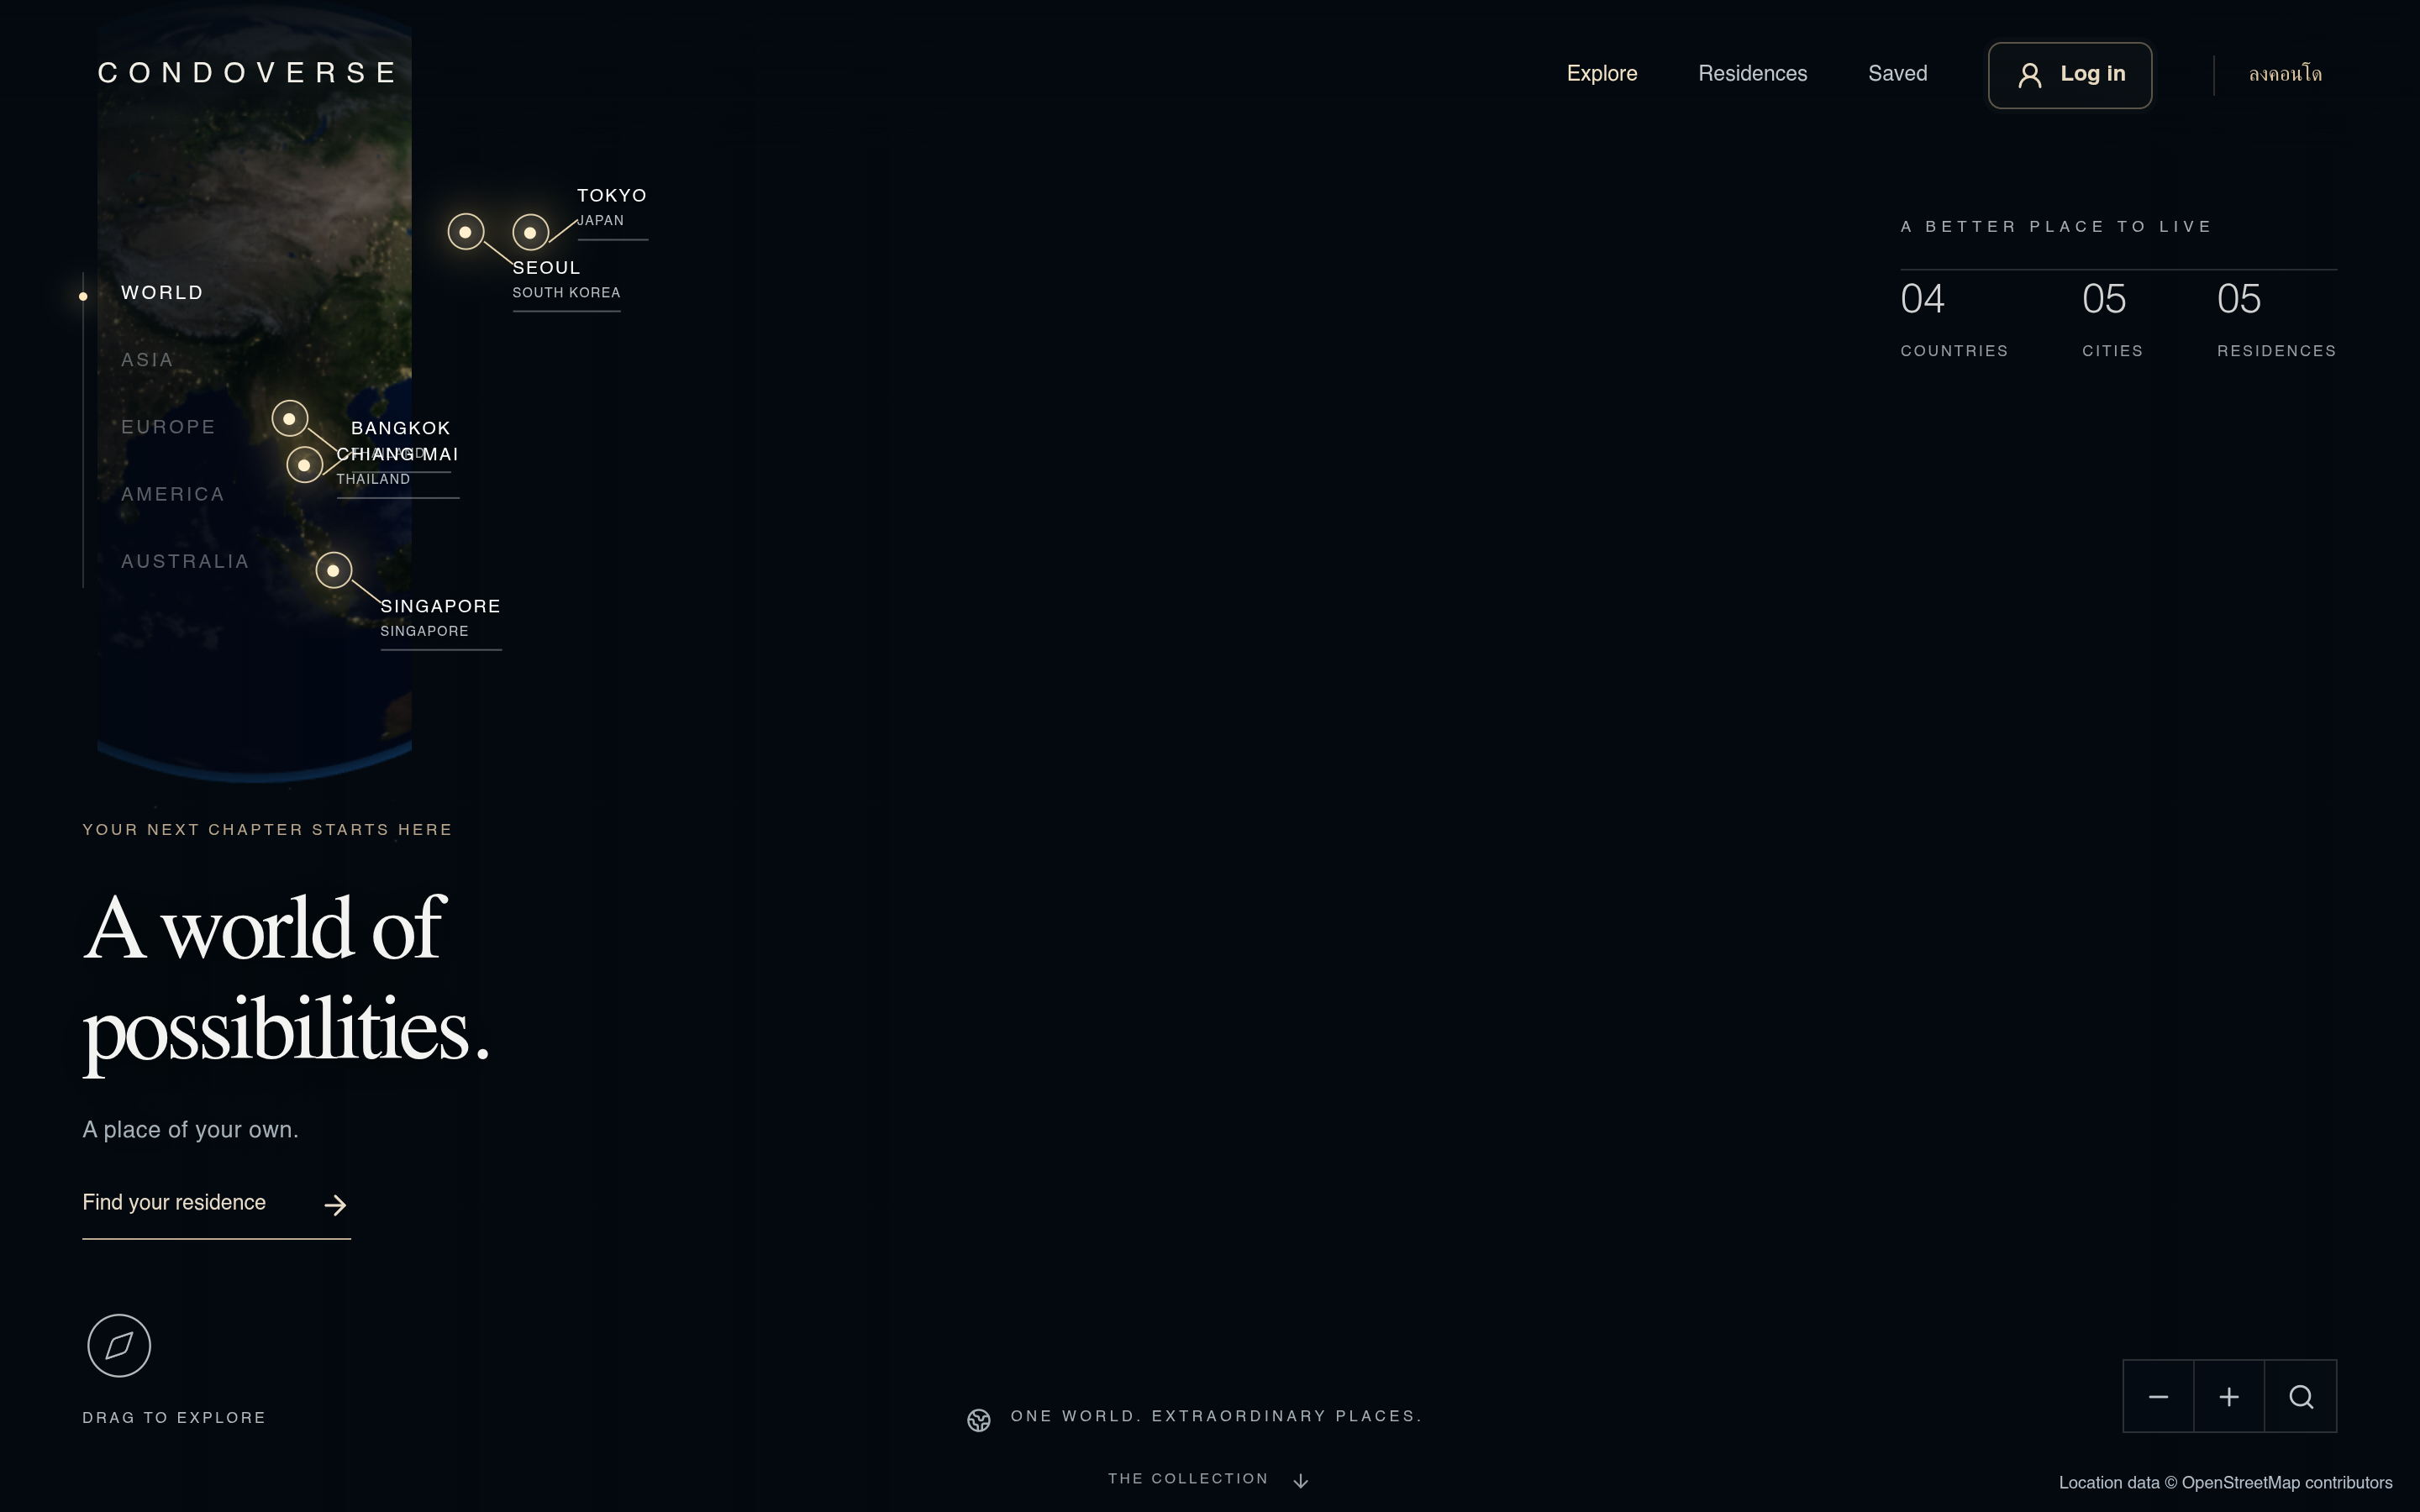 CONDOVERSE
Explore
Residences
Saved
Log in
ลงคอนโด
TOKYO
JAPAN
SEOUL
SOUTH KOREA
A BETTER PLACE TO LIVE
04
COUNTRIES
05
CITIES
05
RESIDENCES
WORLD
ASIA
EUROPE
AMERICA
AUSTRALIA
BANGKOK
THAILAND
CHIANG MAI
THAILAND
SINGAPORE
SINGAPORE
YOUR NEXT CHAPTER STARTS HERE
A world of
possibilities.
A place of your own.
Find your residence
DRAG TO EXPLORE
ONE WORLD. EXTRAORDINARY PLACES.
THE COLLECTION
Location data © OpenStreetMap contributors